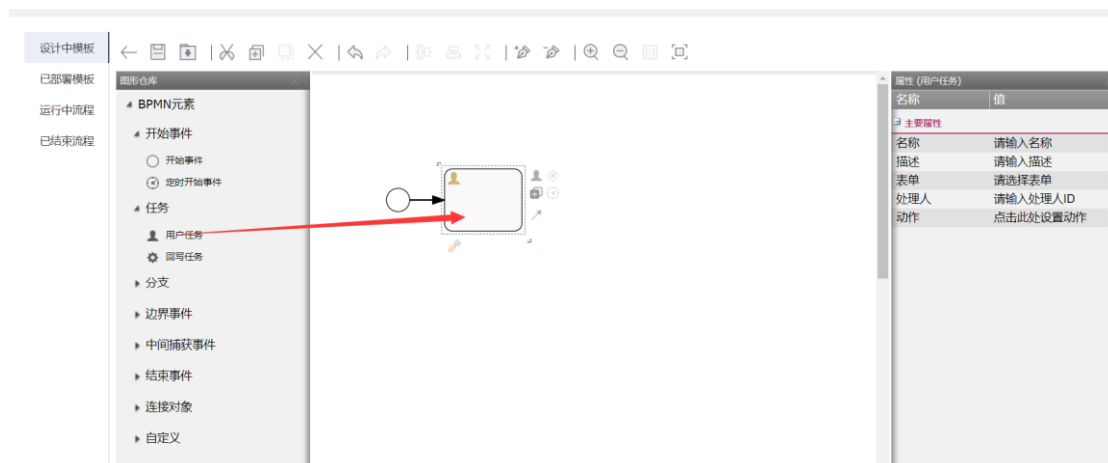 设计中模板
已部署模板
运行中流程
已结束流程
图形仓库
BPMN元素
开始事件
开始事件
定时开始事件
任务
用户任务
回写任务
分支
边界事件
中间捕获事件
结束事件
连接对象
自定义
属性 (用户任务)
名称 值
主要属性
名称 请输入名称
描述 请输入描述
表单 请选择表单
处理人 请输入处理人ID
动作 点击此处设置动作